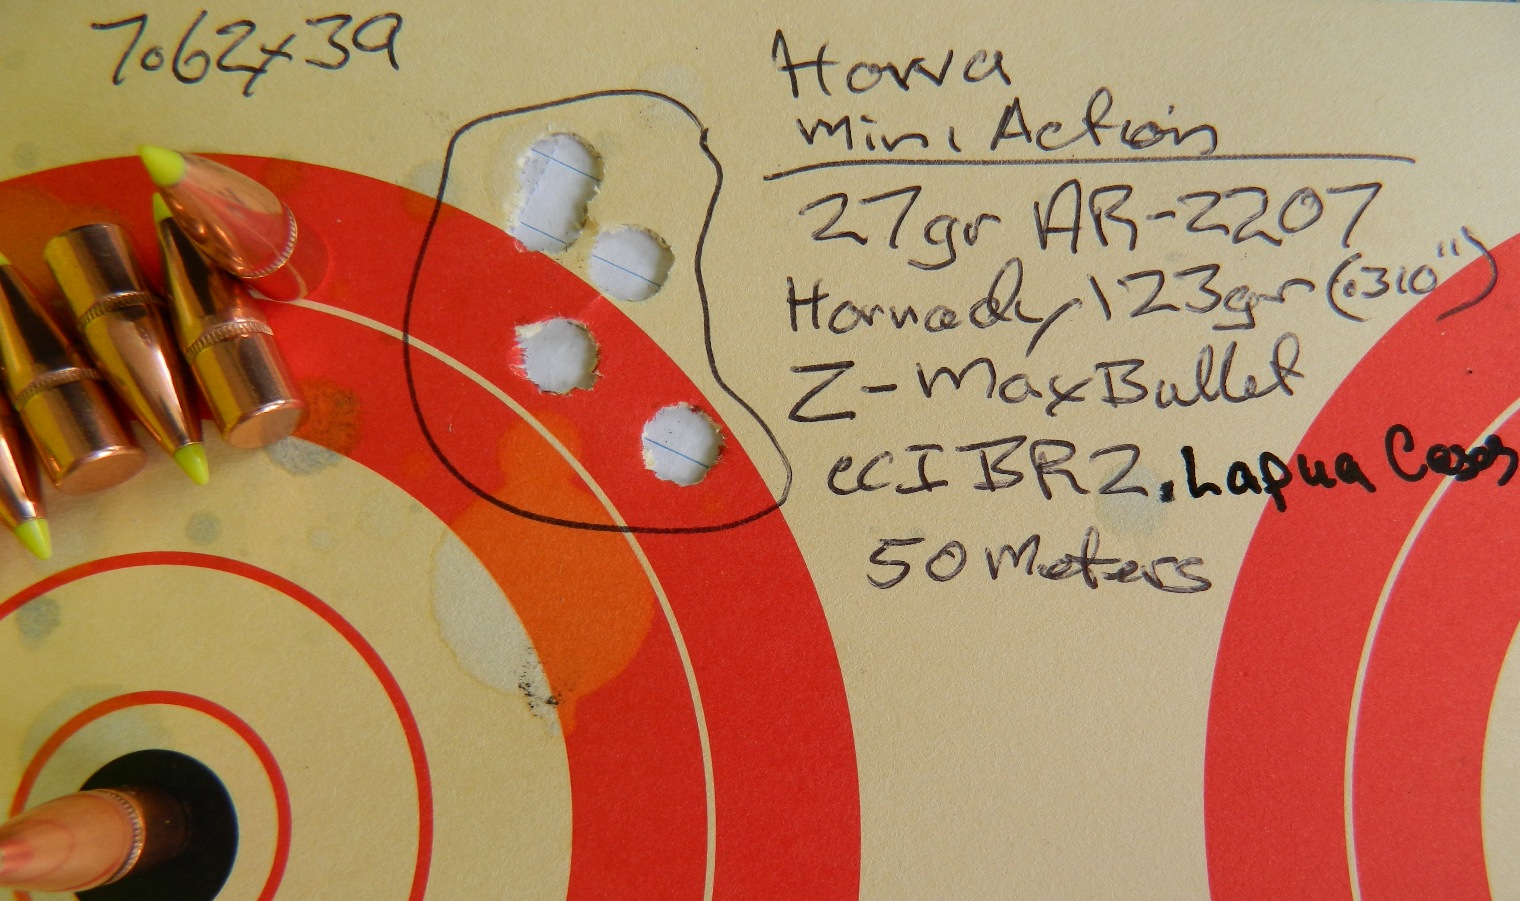 7.62x39
Howa
Mini Action
27gr AR-2207
Hornady 123gr (.310")
Z-Max Bullet
CCI BR2. Lapua Cases
50 Meters